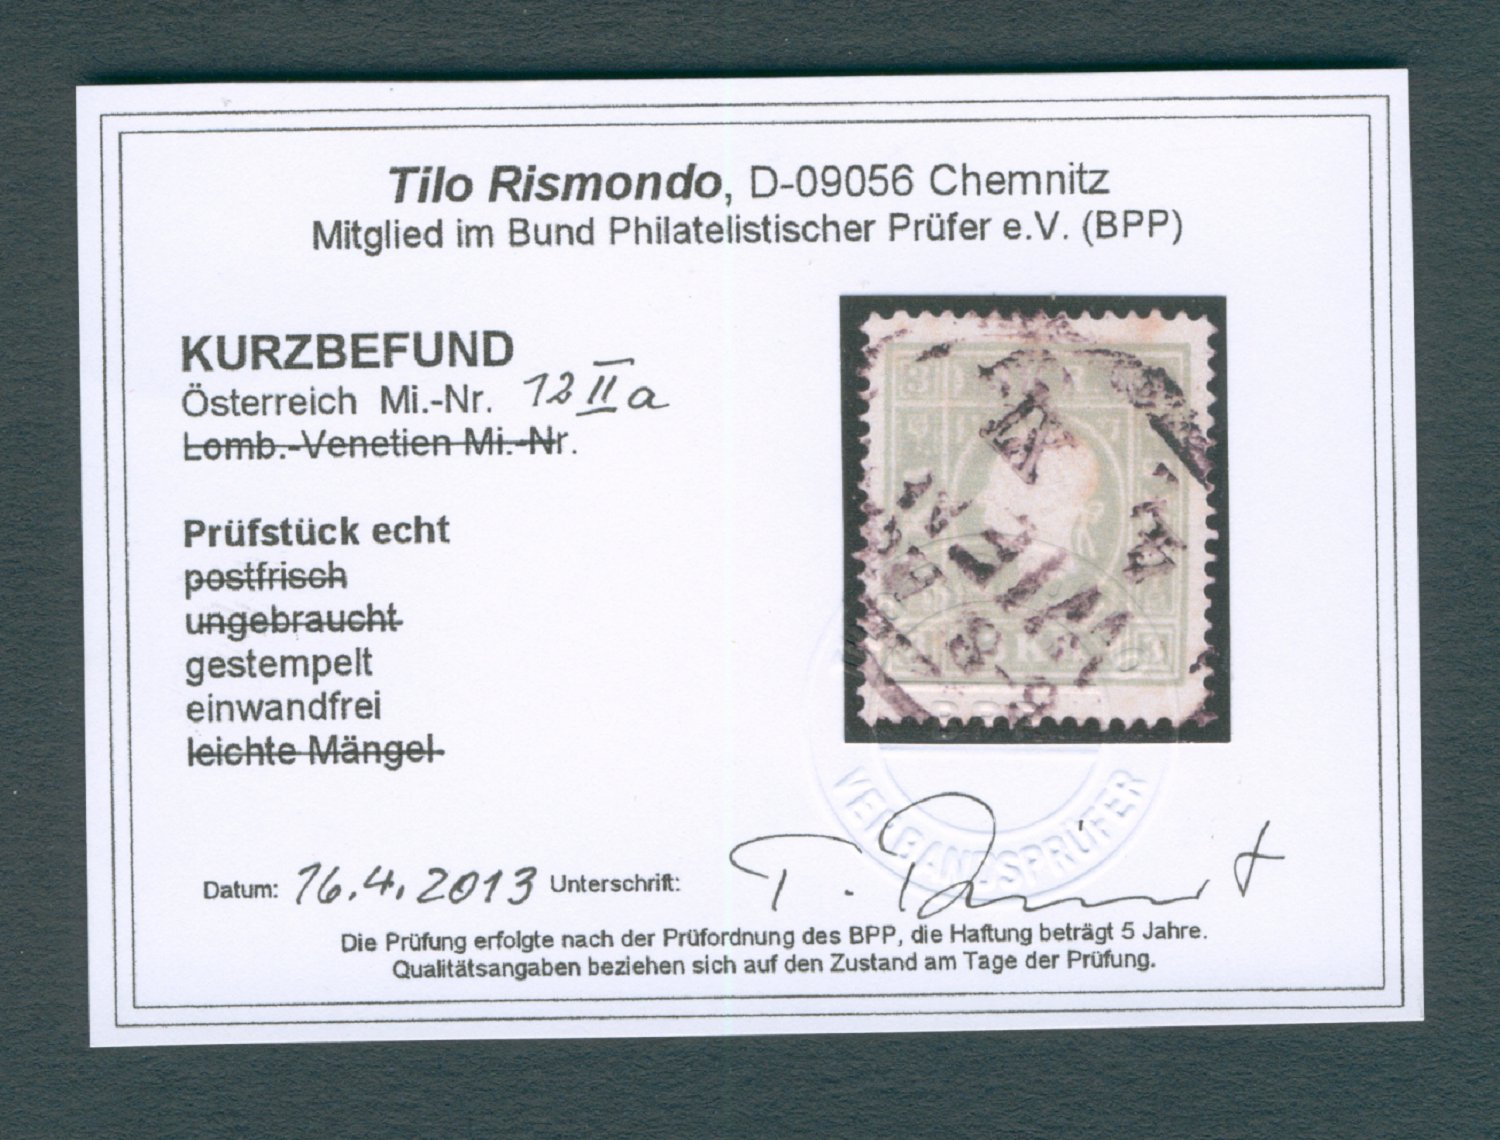 Tilo Rismondo, D-09056 Chemnitz
Mitglied im Bund Philatelistischer Prüfer e.V. (BPP)
KURZBEFUND
Österreich Mi.-Nr. 12 II a
Lomb.-Venetien Mi.-Nr.
Prüfstück echt
postfrisch
ungebraucht
gestempelt
einwandfrei
leichte Mängel
IX
VERBANDSPRÜFER
Datum: 16.4.2013 Unterschrift:
Die Prüfung erfolgte nach der Prüfordnung des BPP, die Haftung beträgt 5 Jahre.
Qualitätsangaben beziehen sich auf den Zustand am Tage der Prüfung.